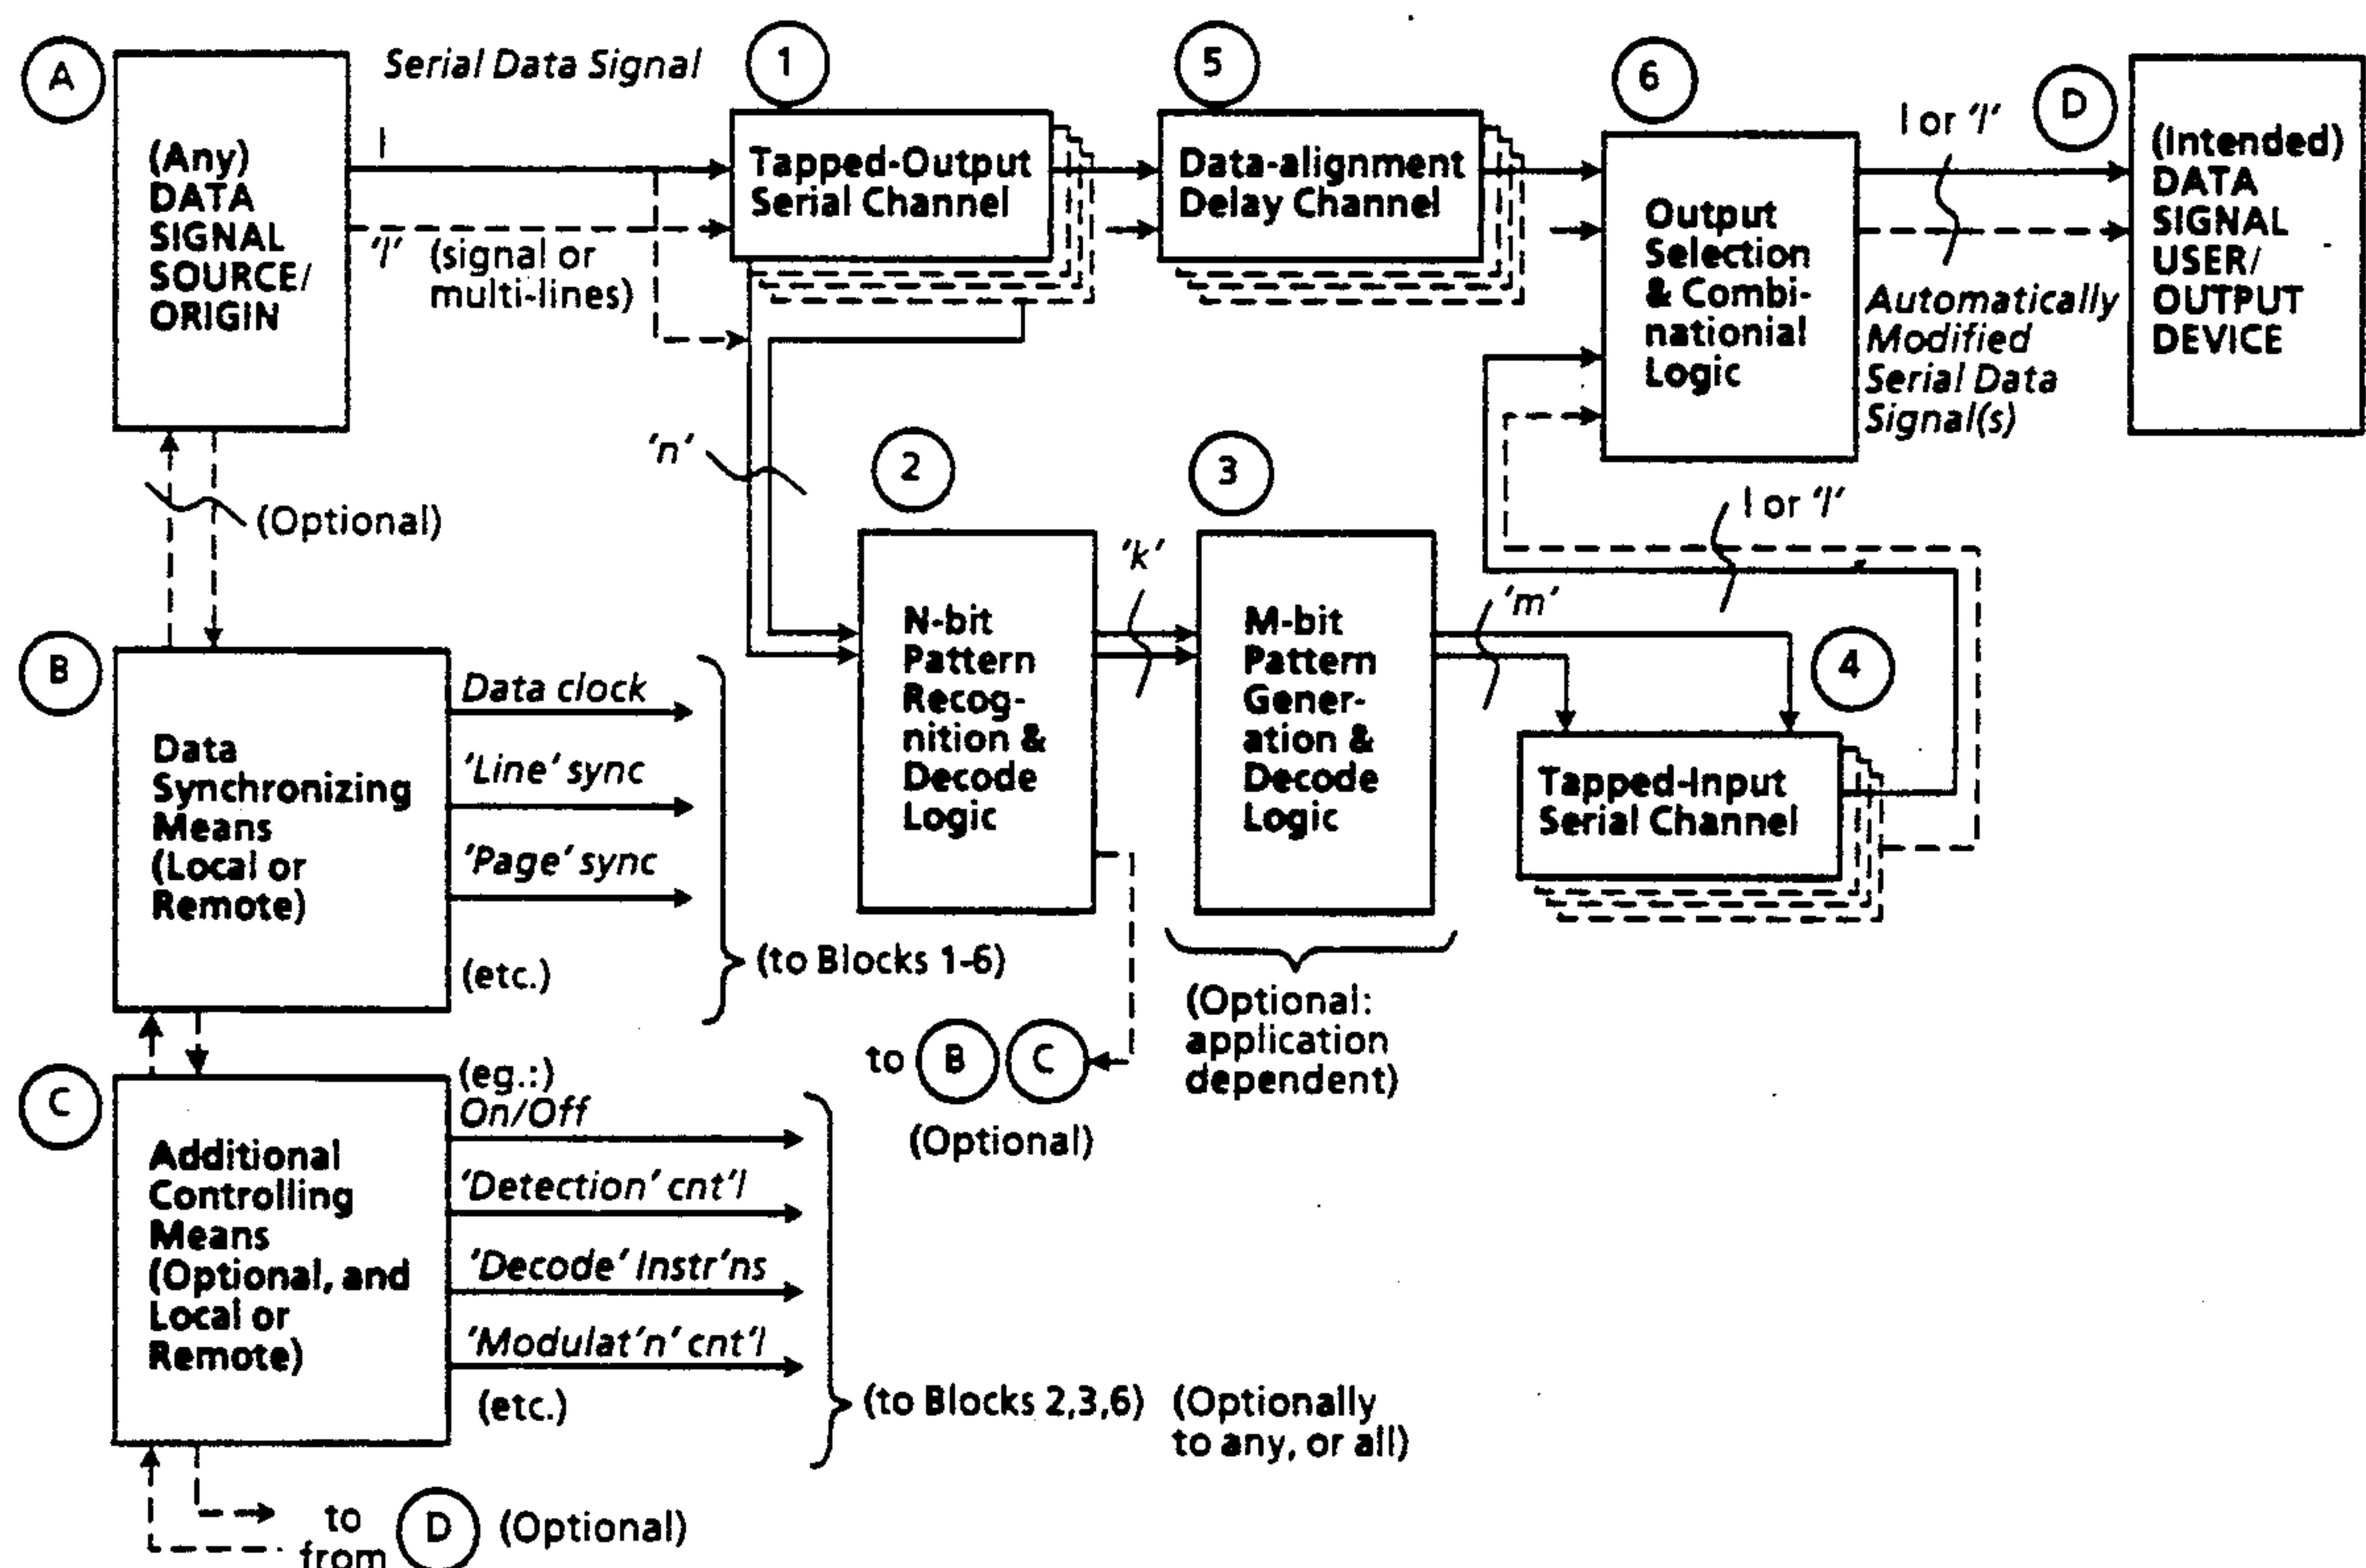 A
(Any)
DATA
SIGNAL
SOURCE/
ORIGIN
Serial Data Signal
I
'l'
(signal or
multi-lines)
1
Tapped-Output
Serial Channel
5
Data-alignment
Delay Channel
6
Output
Selection
& Combi-
nationial
Logic
I or 'l'
D
(Intended)
DATA
SIGNAL
USER/
OUTPUT
DEVICE
Automatically
Modified
Serial Data
Signal(s)
(Optional)
'n'
2
N-bit
Pattern
Recog-
nition &
Decode
Logic
'k'
3
M-bit
Pattern
Gener-
ation &
Decode
Logic
(Optional:
application
dependent)
'm'
I or 'l'
4
Tapped-Input
Serial Channel
to B C
(Optional)
B
Data
Synchronizing
Means
(Local or
Remote)
Data clock
'Line' sync
'Page' sync
(etc.)
(to Blocks 1-6)
C
Additional
Controlling
Means
(Optional, and
Local or
Remote)
(eg.:)
On/Off
'Detection' cnt'l
'Decode' Instr'ns
'Modulat'n' cnt'l
(etc.)
(to Blocks 2,3,6) (Optionally
to any, or all)
to
from
D (Optional)